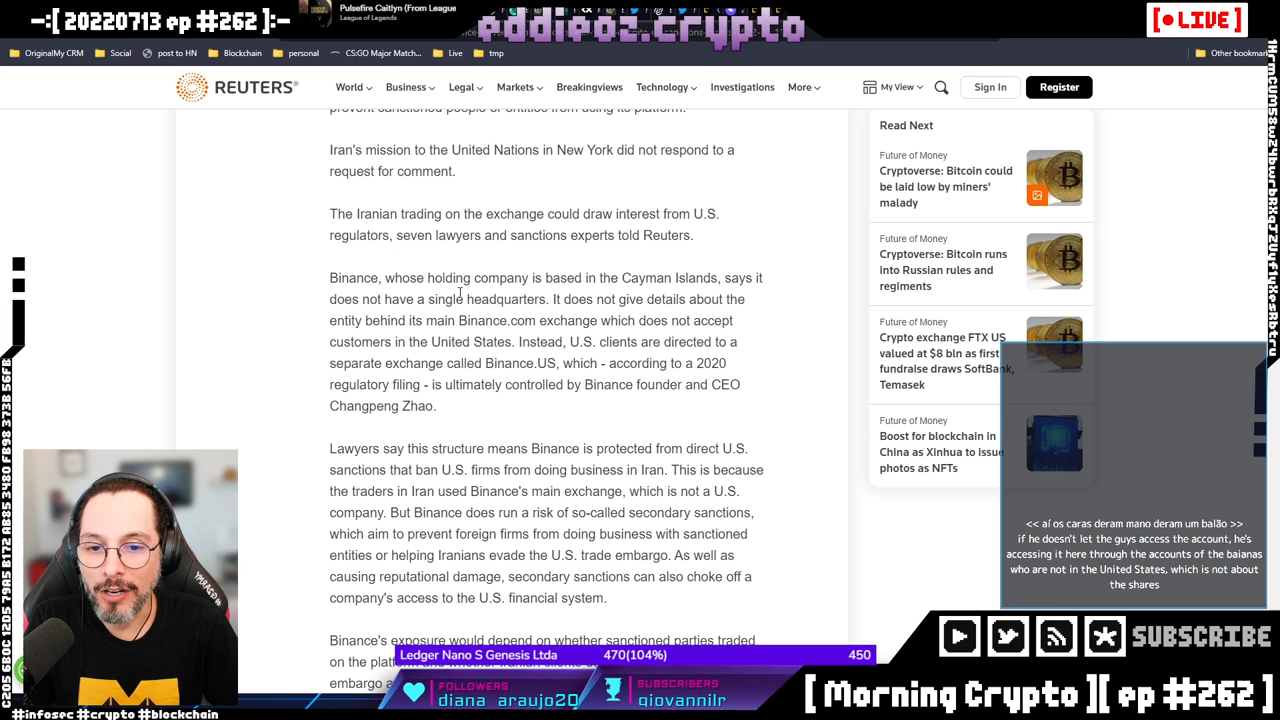 -:[ 20220713 ep #262 ]:-
Pulsefire Caitlyn (From League
League of Legends
eddieoz.crypto
[ • LIVE ]
OriginalMy CRM
Social
post to HN
Blockchain
personal
CS:GO Major Match...
Live
tmp
Other bookmar
REUTERS®
World
Business
Legal
Markets
Breakingviews
Technology
Investigations
More
My View
Sign In
Register
prevent sanctioned people or entities from using its platform.
Iran's mission to the United Nations in New York did not respond to a
request for comment.
The Iranian trading on the exchange could draw interest from U.S.
regulators, seven lawyers and sanctions experts told Reuters.
Binance, whose holding company is based in the Cayman Islands, says it
does not have a single headquarters. It does not give details about the
entity behind its main Binance.com exchange which does not accept
customers in the United States. Instead, U.S. clients are directed to a
separate exchange called Binance.US, which - according to a 2020
regulatory filing - is ultimately controlled by Binance founder and CEO
Changpeng Zhao.
Lawyers say this structure means Binance is protected from direct U.S.
sanctions that ban U.S. firms from doing business in Iran. This is because
the traders in Iran used Binance's main exchange, which is not a U.S.
company. But Binance does run a risk of so-called secondary sanctions,
which aim to prevent foreign firms from doing business with sanctioned
entities or helping Iranians evade the U.S. trade embargo. As well as
causing reputational damage, secondary sanctions can also choke off a
company's access to the U.S. financial system.
Binance's exposure would depend on whether sanctioned parties traded
on the
embargo
Read Next
Future of Money
Cryptoverse: Bitcoin could
be laid low by miners'
malady
Future of Money
Cryptoverse: Bitcoin runs
into Russian rules and
regiments
Future of Money
Crypto exchange FTX US
valued at $8 bln as first
fundraise draws SoftBank,
Temasek
Future of Money
Boost for blockchain in
China as Xinhua to issue
photos as NFTs
<< aí os caras deram mano deram um balão >>
if he doesn't let the guys access the account, he's
accessing it here through the accounts of the baianas
who are not in the United States, which is not about
the shares
SUBSCRIBE
Ledger Nano S Genesis Ltda 470(104%) 450
FOLLOWERS
diana_araujo20
SUBSCRIBERS
giovannilr
[ Morning Crypto ][ ep #262 ]
#infosec #crypto #blockchain